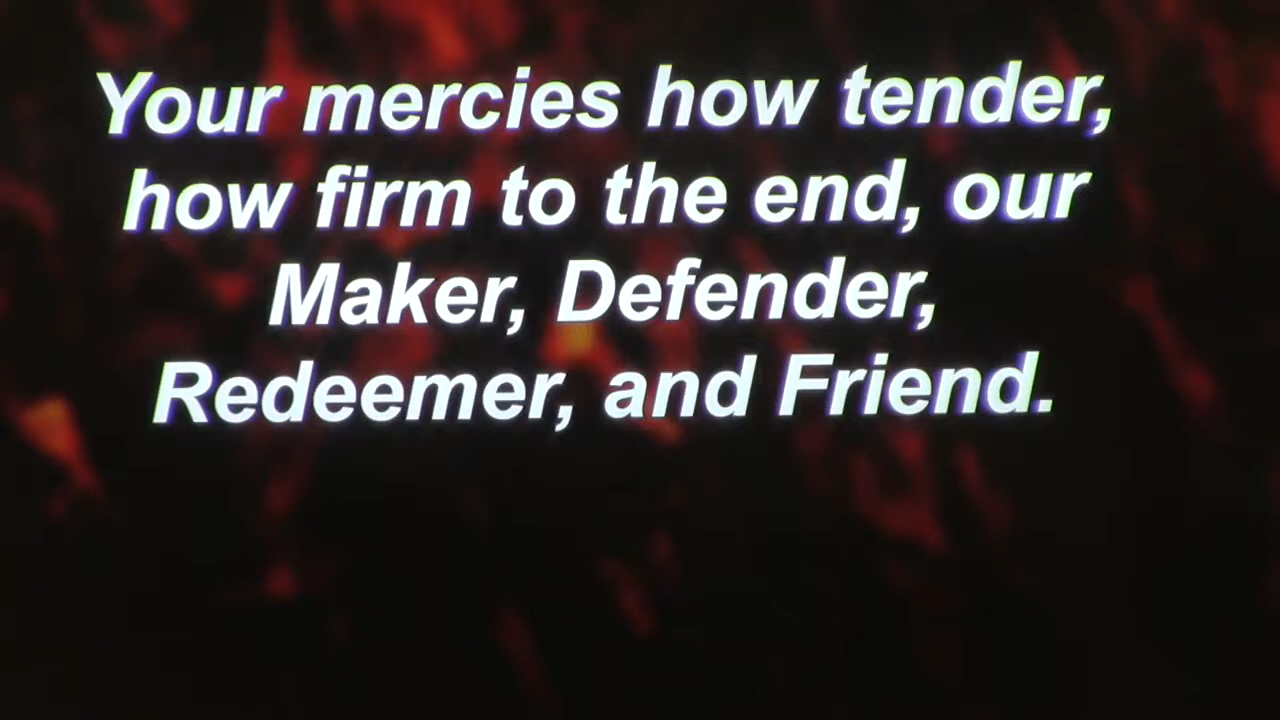 Your mercies how tender,
how firm to the end, our
Maker, Defender,
Redeemer, and Friend.